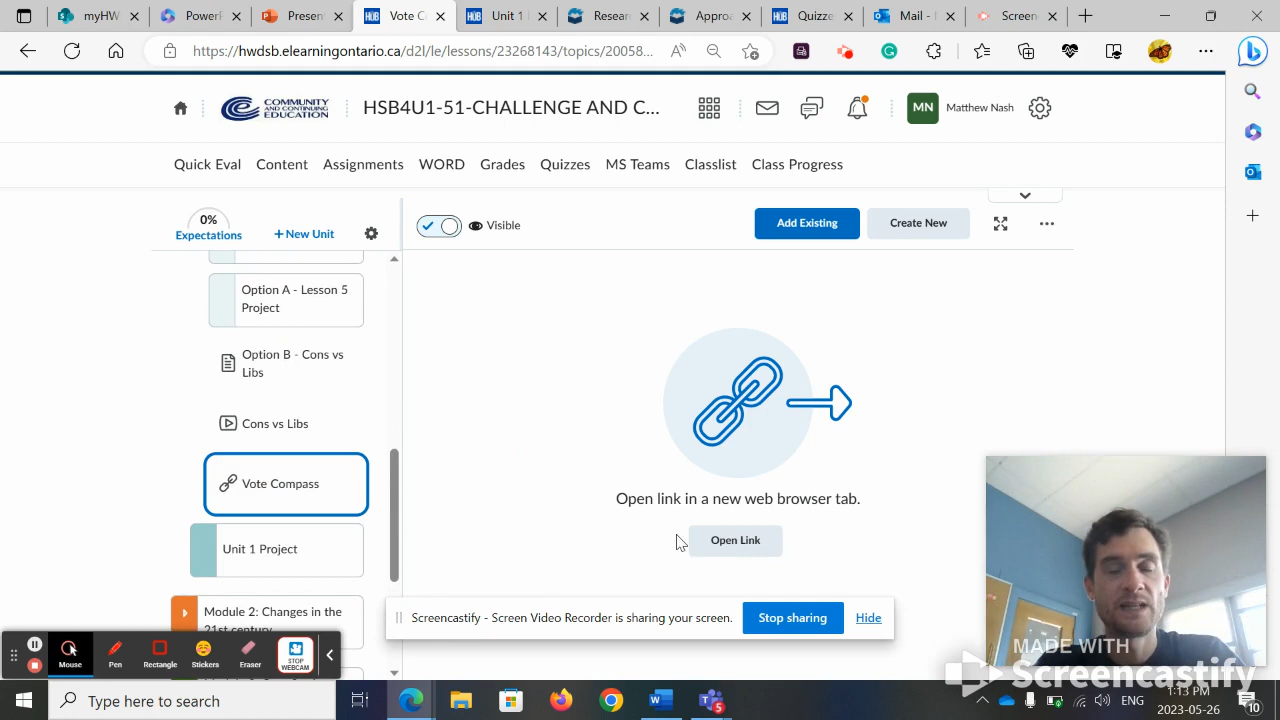 myHW
PowerF
Presen
Vote Co
Unit 1
Resear
Approa
Quizze
Mail -
Screen
https://hwdsb.elearningontario.ca/d2l/le/lessons/23268143/topics/20058...
COMMUNITY
AND CONTINUING
EDUCATION
HSB4U1-51-CHALLENGE AND C...
MN
Matthew Nash
Quick Eval Content Assignments WORD Grades Quizzes MS Teams Classlist Class Progress
0%
Expectations
+ New Unit
Visible
Add Existing
Create New
Option A - Lesson 5
Project
Option B - Cons vs
Libs
Cons vs Libs
Vote Compass
Open link in a new web browser tab.
Open Link
Unit 1 Project
Module 2: Changes in the
21st century
Screencastify - Screen Video Recorder is sharing your screen.
Stop sharing
Hide
Mouse
Pen
Rectangle
Stickers
Eraser
STOP
WEBCAM
MADE WITH
Screencastify
Type here to search
ENG
1:13 PM
2023-05-26
10
5